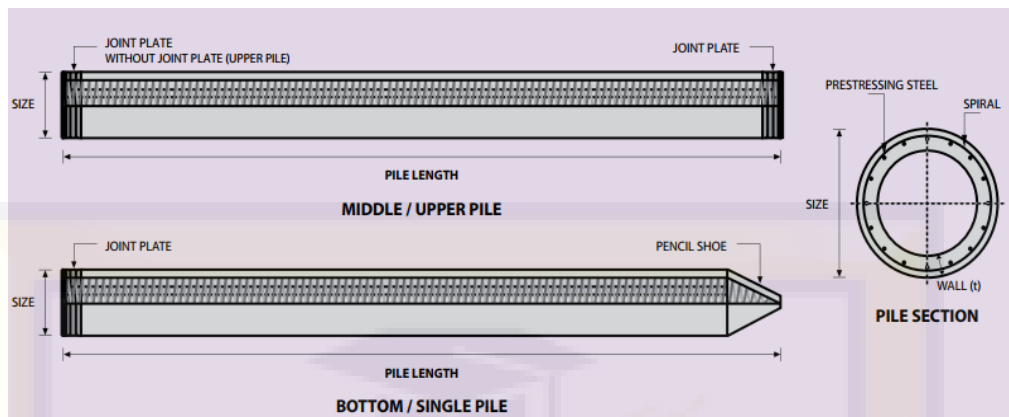 JOINT PLATE
WITHOUT JOINT PLATE (UPPER PILE)
JOINT PLATE
SIZE
PILE LENGTH
MIDDLE / UPPER PILE
JOINT PLATE
PENCIL SHOE
SIZE
PILE LENGTH
BOTTOM / SINGLE PILE
PRESTRESSING STEEL
SPIRAL
SIZE
WALL (t)
PILE SECTION